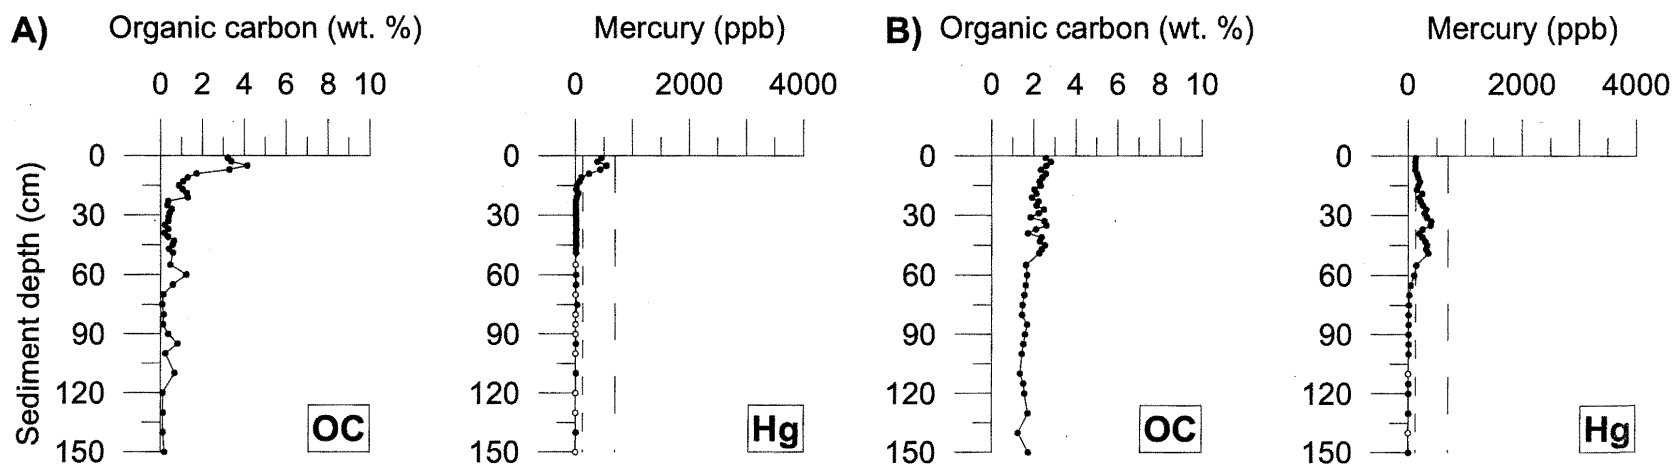 A) Organic carbon (wt. %) Mercury (ppb) B) Organic carbon (wt. %) Mercury (ppb)
0 2 4 6 8 10 0 2000 4000 0 2 4 6 8 10 0 2000 4000
Sediment depth (cm)
0 0 0 0
30 30 30 30
60 60 60 60
90 90 90 90
120 120 120 120
OC Hg OC Hg
150 150 150 150